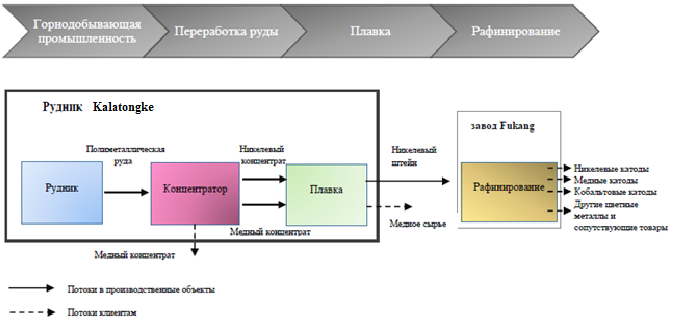 Горнодобывающая
промышленность
Переработка руды
Плавка
Рафинирование
Рудник Kalatongke
завод Fukang
Полиметаллическая
руда
Никелевый
концентрат
Никелевый
штейн
Рудник
Концентратор
Плавка
Рафинирование
Никелевые катоды
Медные катоды
Кобальтовые катоды
Другие цветные
металлы и
сопутствующие товары
Медный концентрат
Медное сырье
Медный концентрат
Потоки в производственные объекты
Потоки клиентам